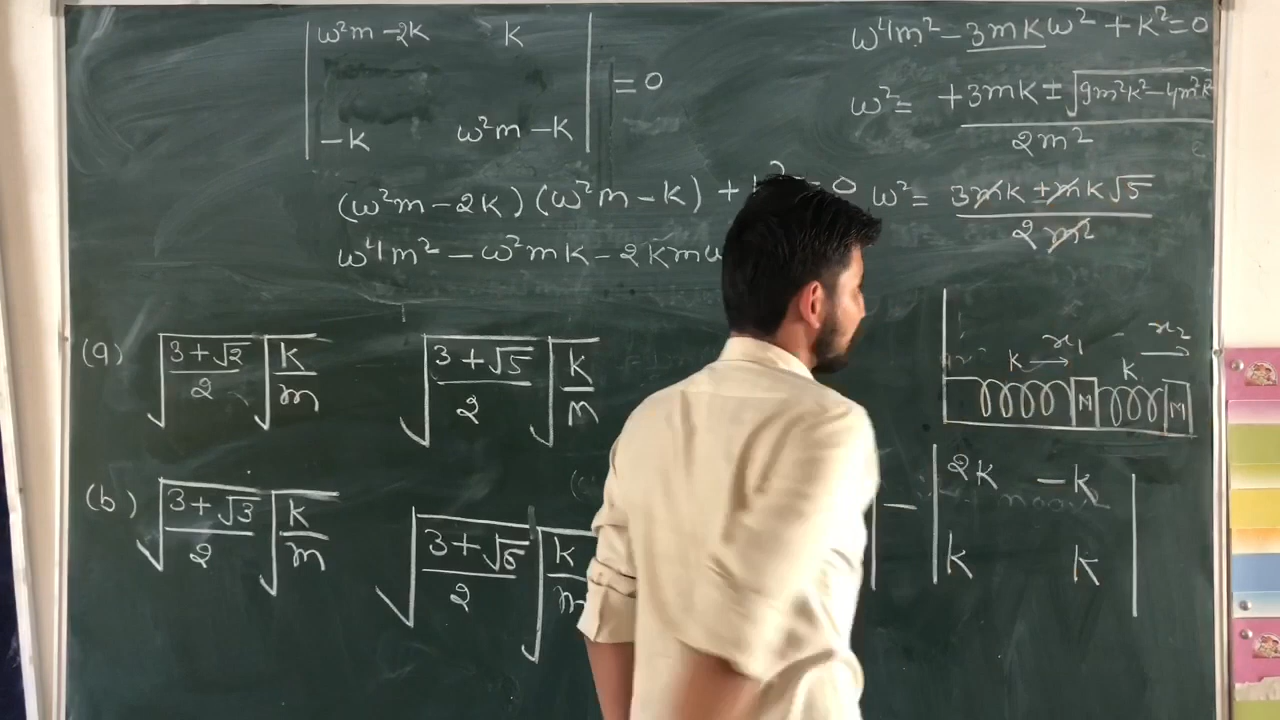 ω²m − 2k k
−k ω²m − k
= 0
(ω²m − 2k) (ω²m − k) + k² = 0
ω⁴m² − ω²mk − 2kmω
ω⁴m² − 3mkω² + k² = 0
ω² = +3mk ± √9m²k² − 4m²k² / 2m²
ω² = 3mk ± mk√5 / 2m²
(a) √(3 + √2 / 2) √(k / m)
√(3 + √5 / 2) √(k / m)
(b) √(3 + √3 / 2) √(k / m)
√(3 + √6 / 2) √(k / m)
k x₁ k x₂
M M
− 2k −k
k k